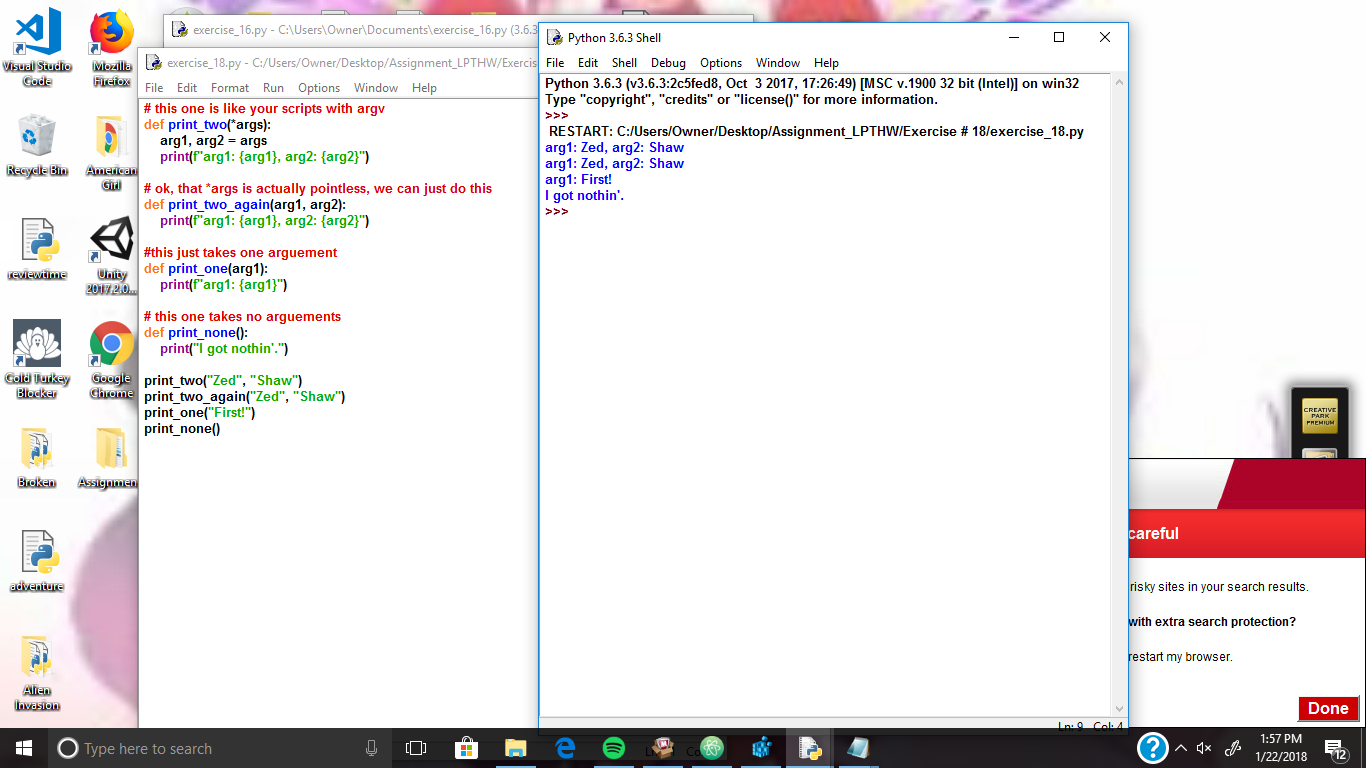 Visual Studio
Code
Mozilla
Firefox
Recycle Bin
American
Girl
reviewtime
Unity
2017.2.0...
Cold Turkey
Blocker
Google
Chrome
Broken
Assignmen
adventure
Alien
Invasion
exercise_16.py - C:\Users\Owner\Documents\exercise_16.py (3.6.3
exercise_18.py - C:/Users/Owner/Desktop/Assignment_LPTHW/Exercise
File Edit Format Run Options Window Help
# this one is like your scripts with argv
def print_two(*args):
    arg1, arg2 = args
    print(f"arg1: {arg1}, arg2: {arg2}")
# ok, that *args is actually pointless, we can just do this
def print_two_again(arg1, arg2):
    print(f"arg1: {arg1}, arg2: {arg2}")
#this just takes one arguement
def print_one(arg1):
    print(f"arg1: {arg1}")
# this one takes no arguements
def print_none():
    print("I got nothin'.")
print_two("Zed", "Shaw")
print_two_again("Zed", "Shaw")
print_one("First!")
print_none()
Python 3.6.3 Shell
File Edit Shell Debug Options Window Help
Python 3.6.3 (v3.6.3:2c5fed8, Oct  3 2017, 17:26:49) [MSC v.1900 32 bit (Intel)] on win32
Type "copyright", "credits" or "license()" for more information.
>>>
 RESTART: C:/Users/Owner/Desktop/Assignment_LPTHW/Exercise # 18/exercise_18.py
arg1: Zed, arg2: Shaw
arg1: Zed, arg2: Shaw
arg1: First!
I got nothin'.
>>>
Ln: 9 Col: 4
CREATIVE
PARK
PREMIUM
careful
risky sites in your search results.
with extra search protection?
restart my browser.
Done
Type here to search
1:57 PM
1/22/2018
12